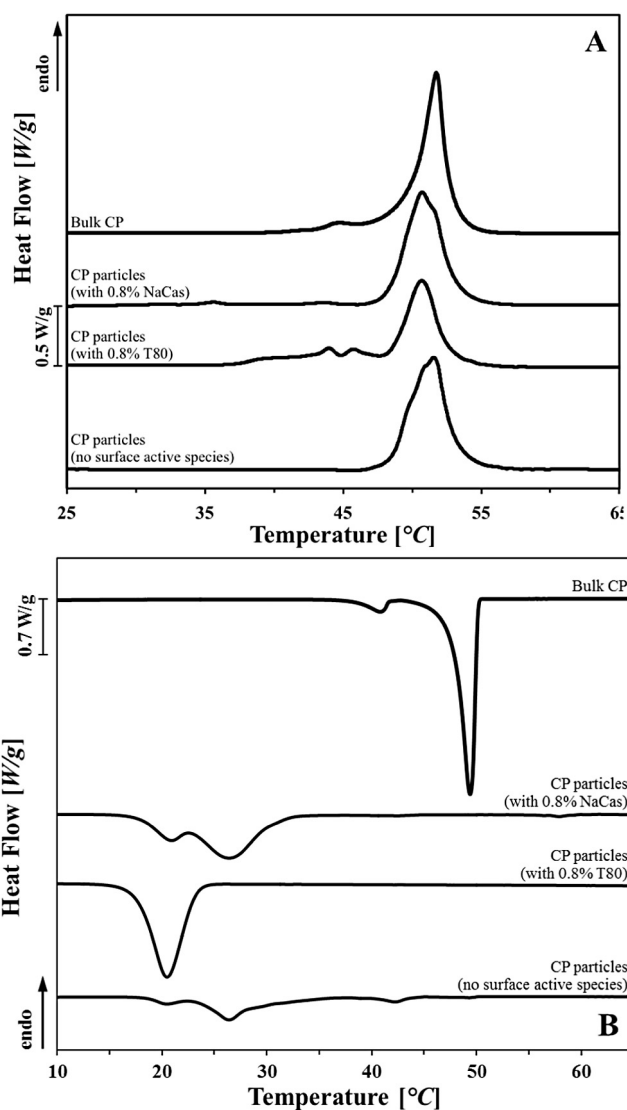 A
endo
Heat Flow [W/g]
0.5 W/g
Bulk CP
CP particles
(with 0.8% NaCas)
CP particles
(with 0.8% T80)
CP particles
(no surface active species)
25 35 45 55 65
Temperature [°C]
Bulk CP
0.7 W/g
CP particles
(with 0.8% NaCas)
Heat Flow [W/g]
CP particles
(with 0.8% T80)
CP particles
(no surface active species)
endo
B
10 20 30 40 50 60
Temperature [°C]